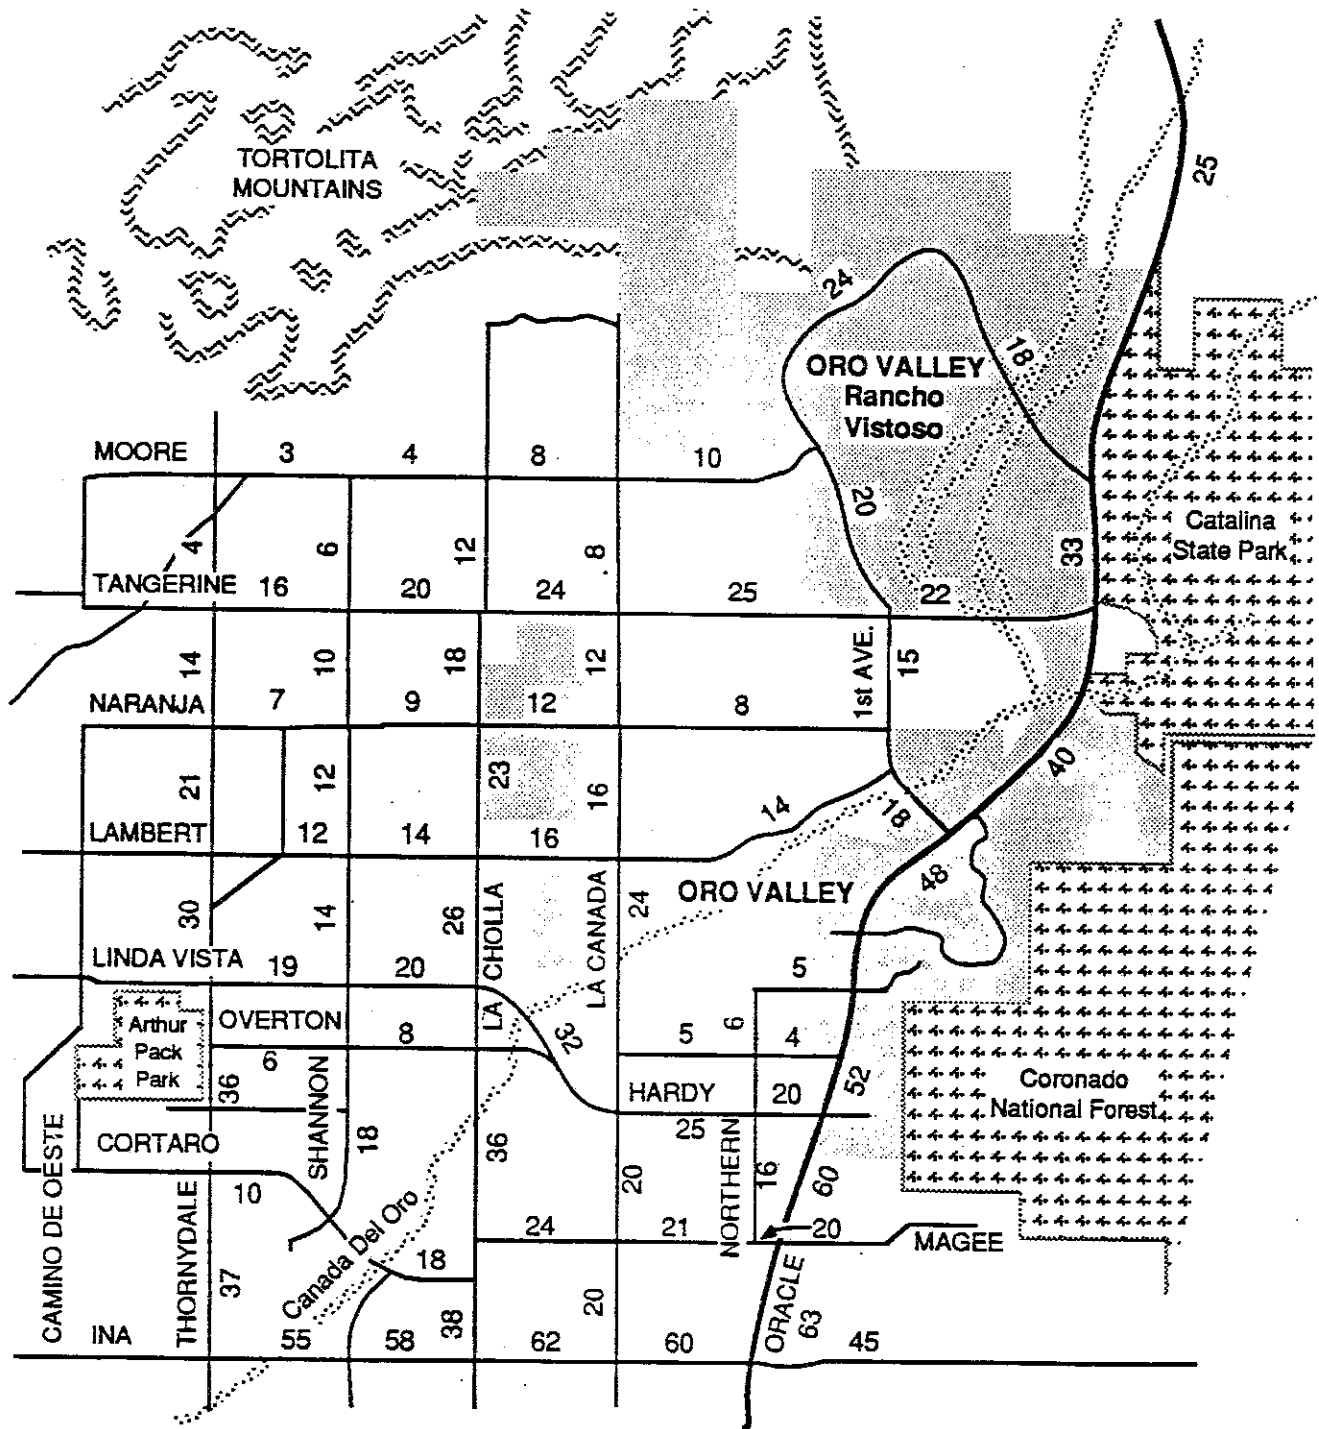 TORTOLITA
MOUNTAINS
25
24
18
ORO VALLEY
Rancho
Vistoso
MOORE
3
4
8
10
20
Catalina
State Park
4
6
12
8
33
TANGERINE
16
20
24
25
22
14
10
18
12
1st AVE.
15
NARANJA
7
9
12
8
21
12
23
16
40
14
18
LAMBERT
12
14
16
48
ORO VALLEY
30
14
26
LA CHOLLA
LA CANADA
24
LINDA VISTA
19
20
5
Arthur
Pack
Park
OVERTON
8
32
5
6
4
6
36
SHANNON
HARDY
20
52
Coronado
National Forest
25
CORTARO
18
36
20
NORTHERN
16
60
10
CAMINO DE OESTE
THORNYDALE
24
21
20
MAGEE
37
Canada Del Oro
18
38
20
ORACLE
63
INA
55
58
62
60
45